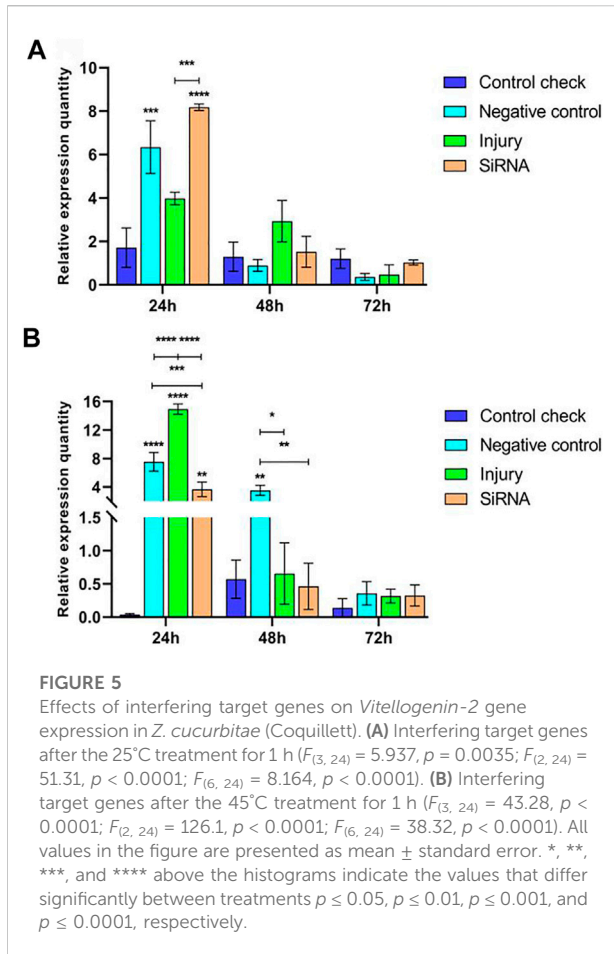 A
Relative expression quantity
10
8
6
4
2
0
***
***
****
24h
48h
72h
Control check
Negative control
Injury
SiRNA
B
Relative expression quantity
16
12
8
4
1.5
1.0
0.5
0.0
**** ****
***
****
****
**
*
**
**
24h
48h
72h
Control check
Negative control
Injury
SiRNA
FIGURE 5
Effects of interfering target genes on Vitellogenin-2 gene
expression in Z. cucurbitae (Coquillett). (A) Interfering target genes
after the 25°C treatment for 1 h (F(3, 24) = 5.937, p = 0.0035; F(2, 24) =
51.31, p < 0.0001; F(6, 24) = 8.164, p < 0.0001). (B) Interfering
target genes after the 45°C treatment for 1 h (F(3, 24) = 43.28, p <
0.0001; F(2, 24) = 126.1, p < 0.0001; F(6, 24) = 38.32, p < 0.0001). All
values in the figure are presented as mean ± standard error. *, **,
***, and **** above the histograms indicate the values that differ
significantly between treatments p ≤ 0.05, p ≤ 0.01, p ≤ 0.001, and
p ≤ 0.0001, respectively.